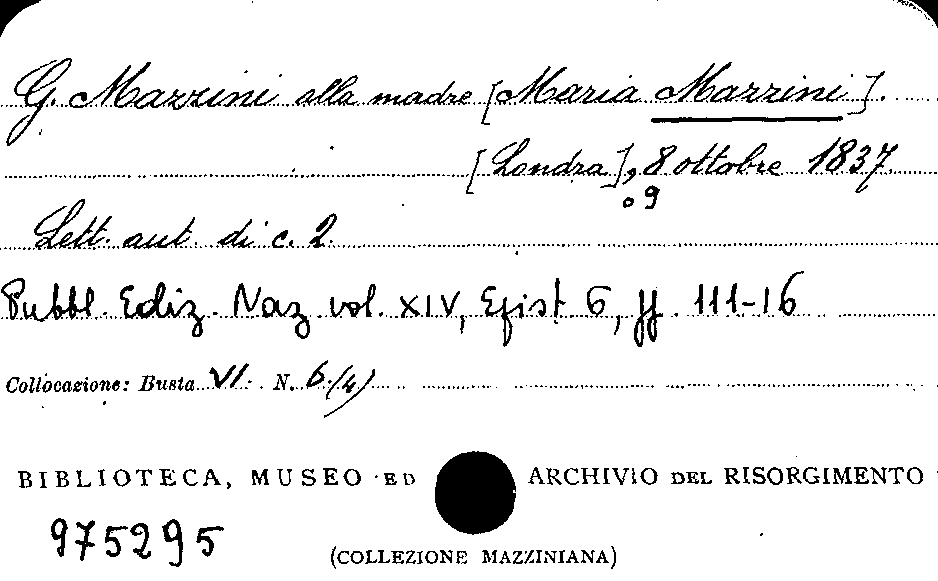 G. Mazzini alla madre [Maria Mazzini].
[Londra], 8 ottobre 1837.
o 9
Lett. aut. di c. 2.
Pubbl. Ediz. Naz. vol. XIV, Epist. 6, pp. 111-16
Collocazione: Busta VI. N. 6 (4)
BIBLIOTECA, MUSEO ED ARCHIVIO DEL RISORGIMENTO
975295
(COLLEZIONE MAZZINIANA)